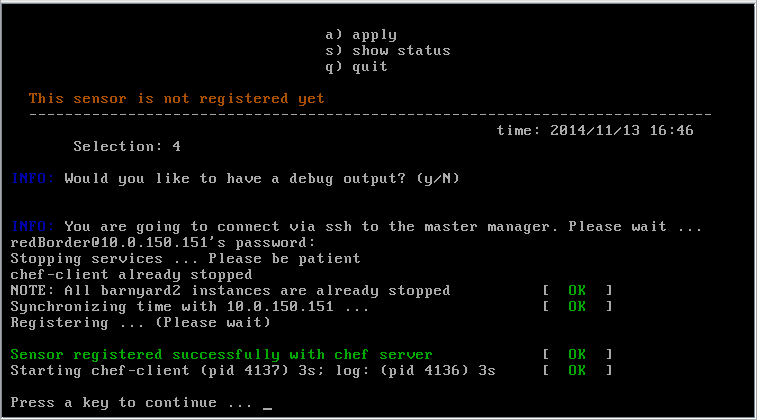 a) apply
s) show status
q) quit
This sensor is not registered yet
--------------------------------------------------------------------------
time: 2014/11/13 16:46
Selection: 4
INFO: Would you like to have a debug output? (y/N)
INFO: You are going to connect via ssh to the master manager. Please wait ...
redBorder@10.0.150.151's password:
Stopping services ... Please be patient
chef-client already stopped
NOTE: All barnyard2 instances are already stopped [ OK ]
Synchronizing time with 10.0.150.151 ... [ OK ]
Registering ... (Please wait)
Sensor registered successfully with chef server [ OK ]
Starting chef-client (pid 4137) 3s; log: (pid 4136) 3s [ OK ]
Press a key to continue ... _